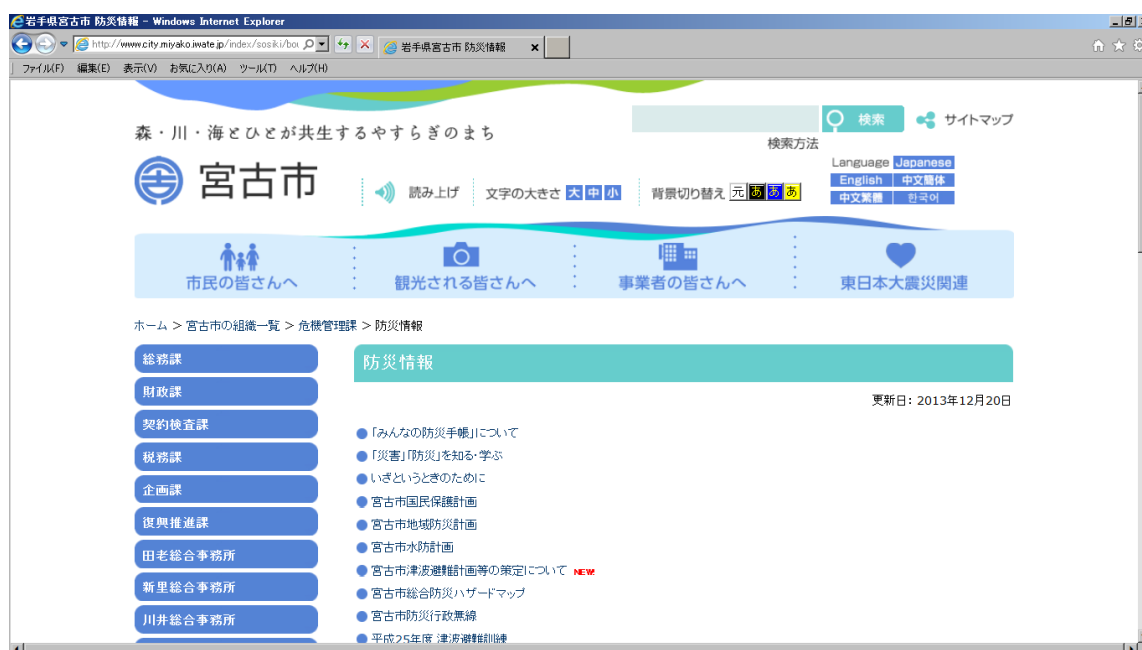 岩手県宮古市 防災情報 - Windows Internet Explorer
http://www.city.miyako.iwate.jp/index/sosiki/bou
岩手県宮古市 防災情報
ファイル(F) 編集(E) 表示(V) お気に入り(A) ツール(T) ヘルプ(H)
森・川・海とひとが共生するやすらぎのまち
検索
サイトマップ
検索方法
宮古市
読み上げ 文字の大きさ 大 中 小 背景切り替え 元 あ あ あ
Language Japanese
English 中文簡体
中文繁體 한국어
市民の皆さんへ 観光される皆さんへ 事業者の皆さんへ 東日本大震災関連
ホーム > 宮古市の組織一覧 > 危機管理課 > 防災情報
総務課
財政課
契約検査課
税務課
企画課
復興推進課
田老総合事務所
新里総合事務所
川井総合事務所
防災情報
更新日：2013年12月20日
「みんなの防災手帳」について
「災害」「防災」を知る・学ぶ
いざというときのために
宮古市国民保護計画
宮古市地域防災計画
宮古市水防計画
宮古市津波避難計画等の策定について NEW
宮古市総合防災ハザードマップ
宮古市防災行政無線
平成25年度 津波避難訓練